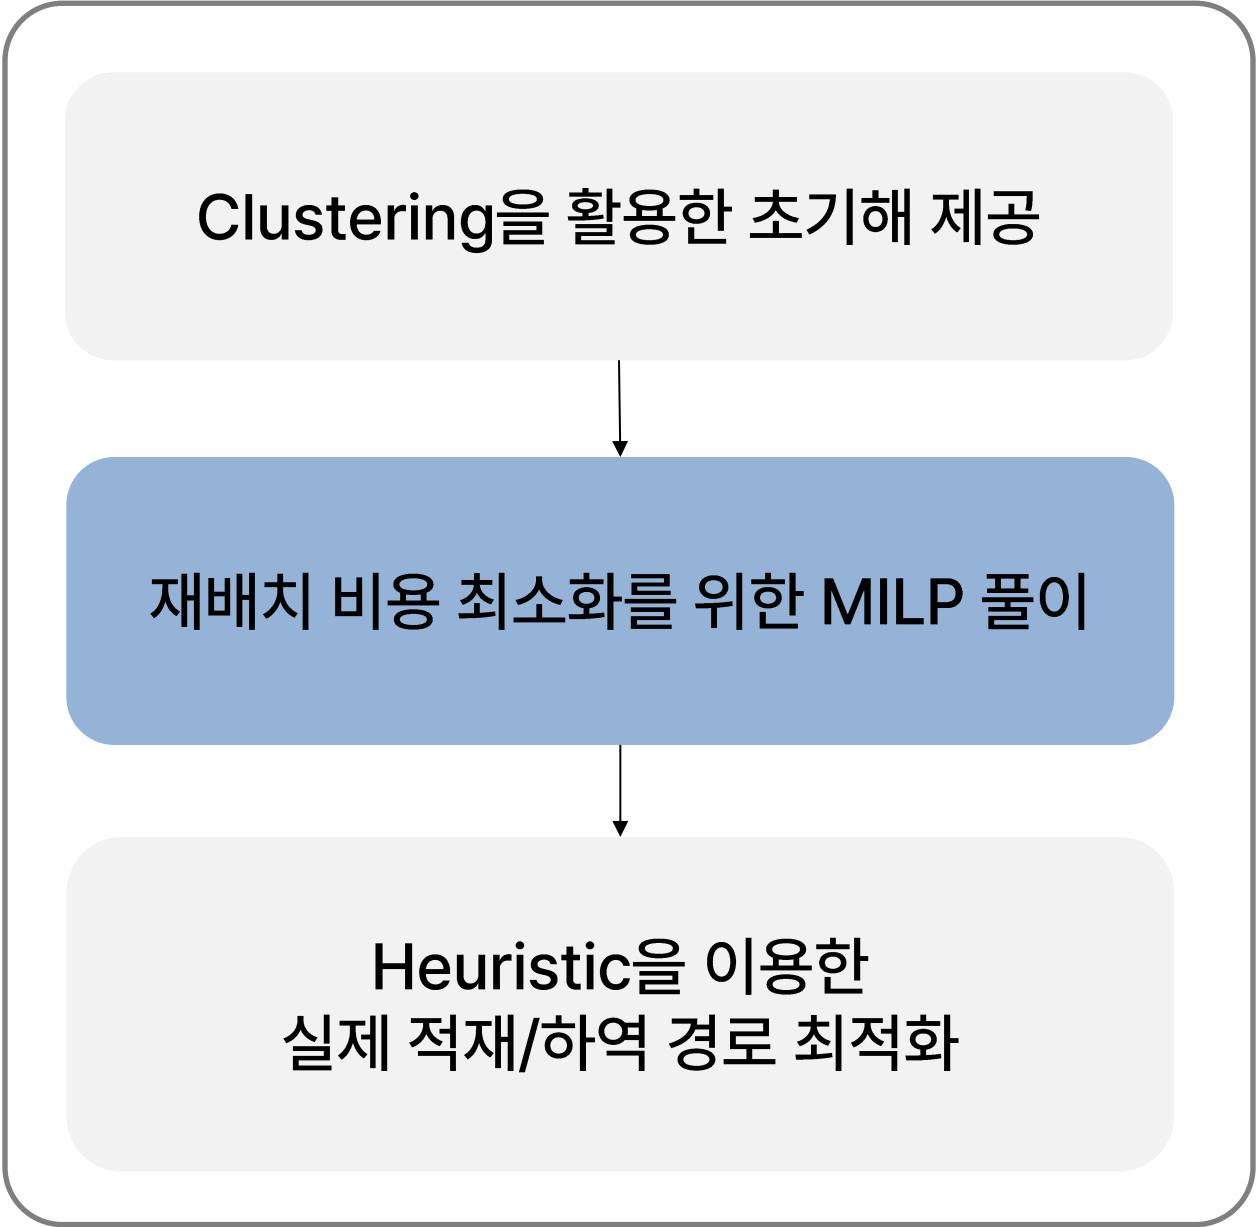 Clustering을 활용한 초기해 제공
재배치 비용 최소화를 위한 MILP 풀이
Heuristic을 이용한
실제 적재/하역 경로 최적화